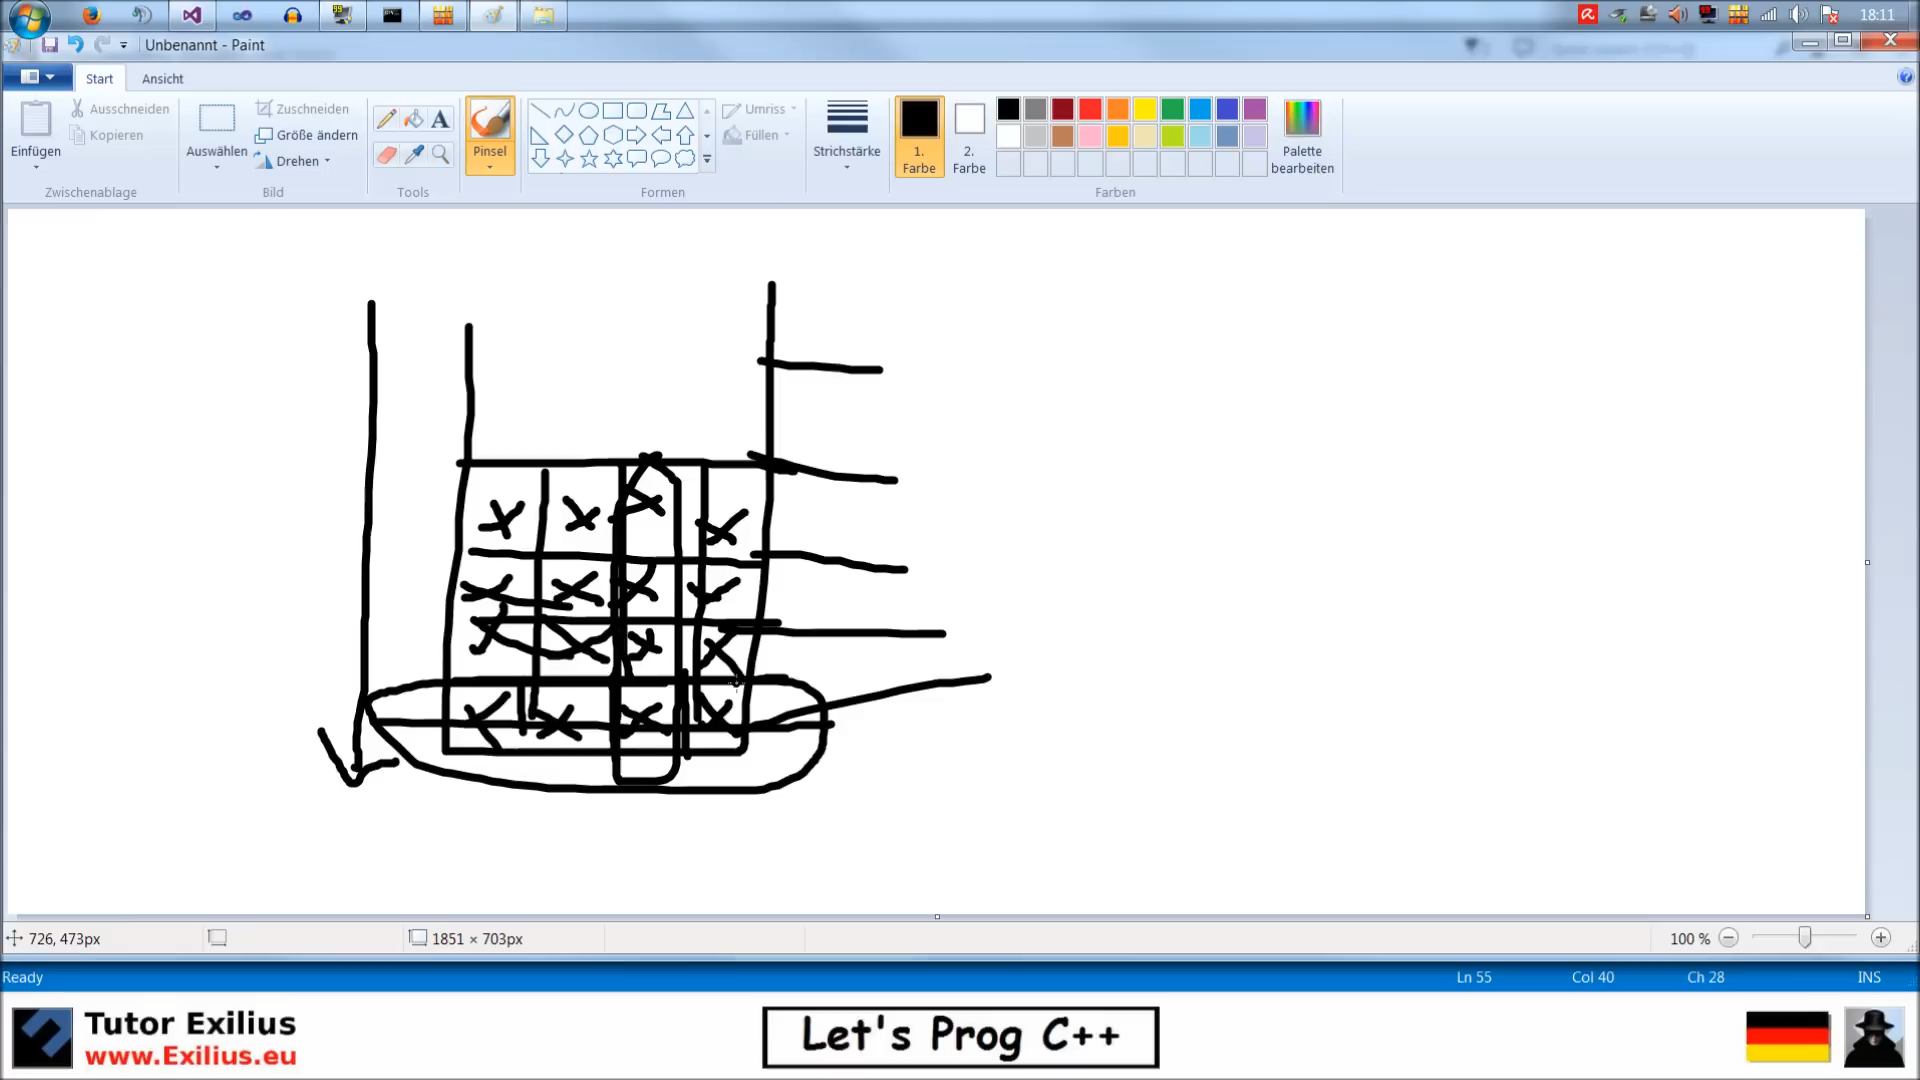 18:11
Unbenannt - Paint
Start
Ansicht
Einfügen
Ausschneiden
Kopieren
Zwischenablage
Auswählen
Zuschneiden
Größe ändern
Drehen
Bild
A
Tools
Pinsel
Formen
Umriss
Füllen
Strichstärke
1.
Farbe
2.
Farbe
Farben
Palette
bearbeiten
726, 473px
1851 × 703px
100 %
Ready
Ln 55
Col 40
Ch 28
INS
Tutor Exilius
www.Exilius.eu
Let's Prog C++